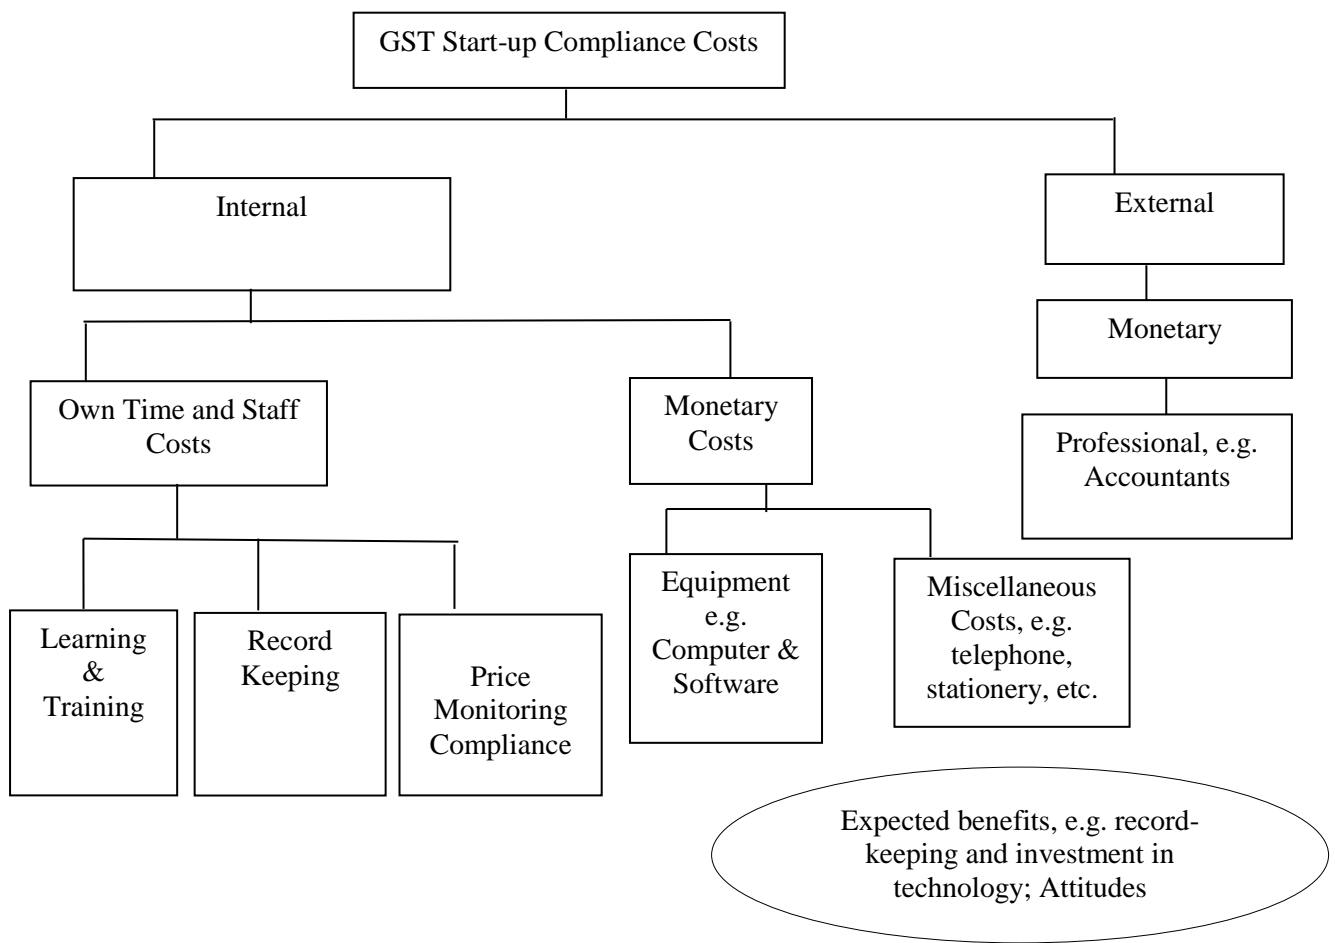 GST Start-up Compliance Costs
Internal
External
Monetary
Own Time and Staff
Costs
Monetary
Costs
Professional, e.g.
Accountants
Learning
&
Training
Record
Keeping
Price
Monitoring
Compliance
Equipment
e.g.
Computer &
Software
Miscellaneous
Costs, e.g.
telephone,
stationery, etc.
Expected benefits, e.g. record-
keeping and investment in
technology; Attitudes